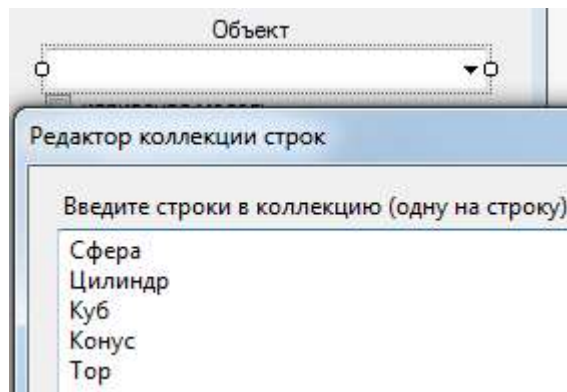 Объект
Редактор коллекции строк
Введите строки в коллекцию (одну на строку)
Сфера
Цилиндр
Куб
Конус
Тор